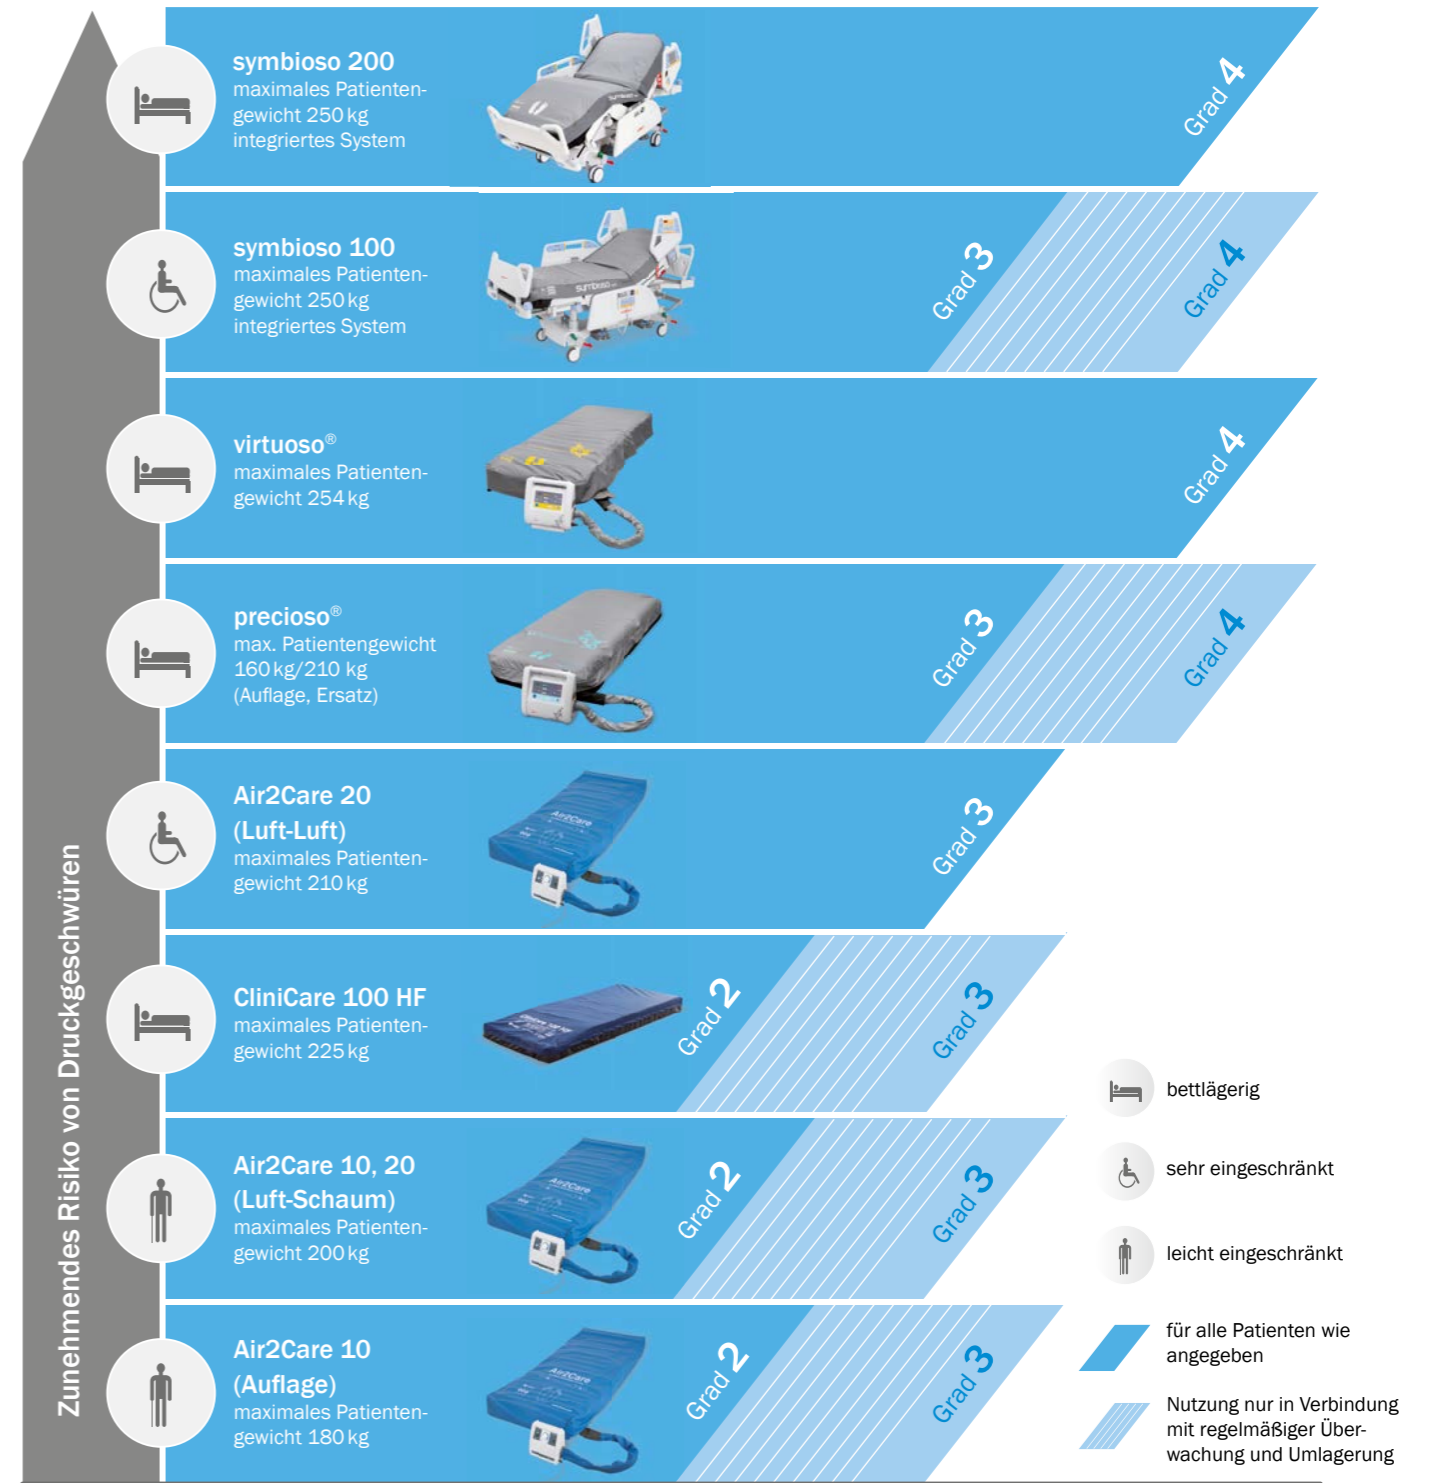 symbioso 200
maximales Patienten-
gewicht 250 kg
integriertes System
Grad 4
symbioso 100
maximales Patienten-
gewicht 250 kg
integriertes System
symbioso
Grad 3
Grad 4
virtuoso®
maximales Patienten-
gewicht 254 kg
Grad 4
precioso®
max. Patientengewicht
160 kg/210 kg
(Auflage, Ersatz)
Grad 3
Grad 4
Air2Care 20
(Luft-Luft)
maximales Patienten-
gewicht 210 kg
Air2Care
Grad 3
CliniCare 100 HF
maximales Patienten-
gewicht 225 kg
Grad 2
Grad 3
Air2Care 10, 20
(Luft-Schaum)
maximales Patienten-
gewicht 200 kg
Air2Care
Grad 2
Grad 3
Air2Care 10
(Auflage)
maximales Patienten-
gewicht 180 kg
Air2Care
Grad 2
Grad 3
Zunehmendes Risiko von Druckgeschwüren
bettlägerig
sehr eingeschränkt
leicht eingeschränkt
für alle Patienten wie
angegeben
Nutzung nur in Verbindung
mit regelmäßiger Über-
wachung und Umlagerung